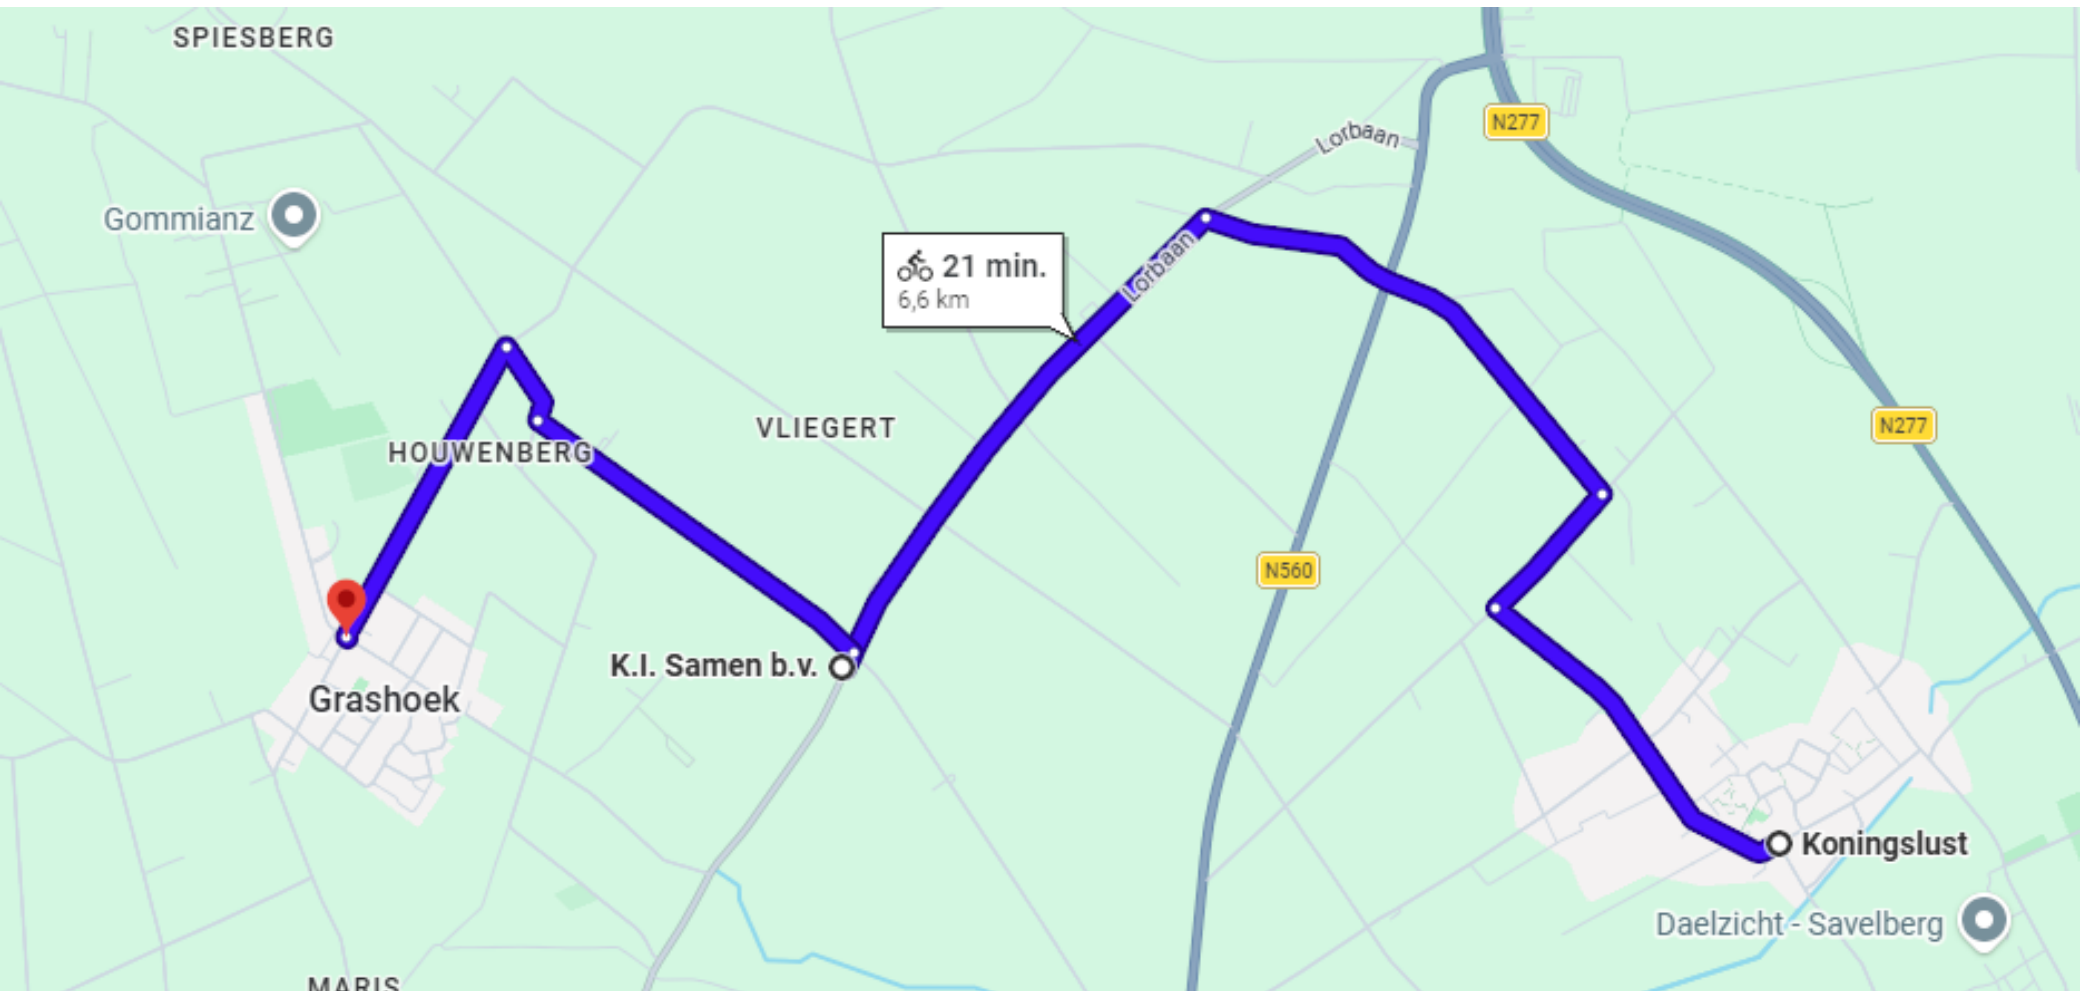 SPIESBERG
N277
Lorbaan
Gommianz
Lorbaan
21 min.
6,6 km
VLIEGERT
N277
HOUWENBERG
N560
K.I. Samen b.v.
Grashoek
Koningslust
Daelzicht - Savelberg
MARIS